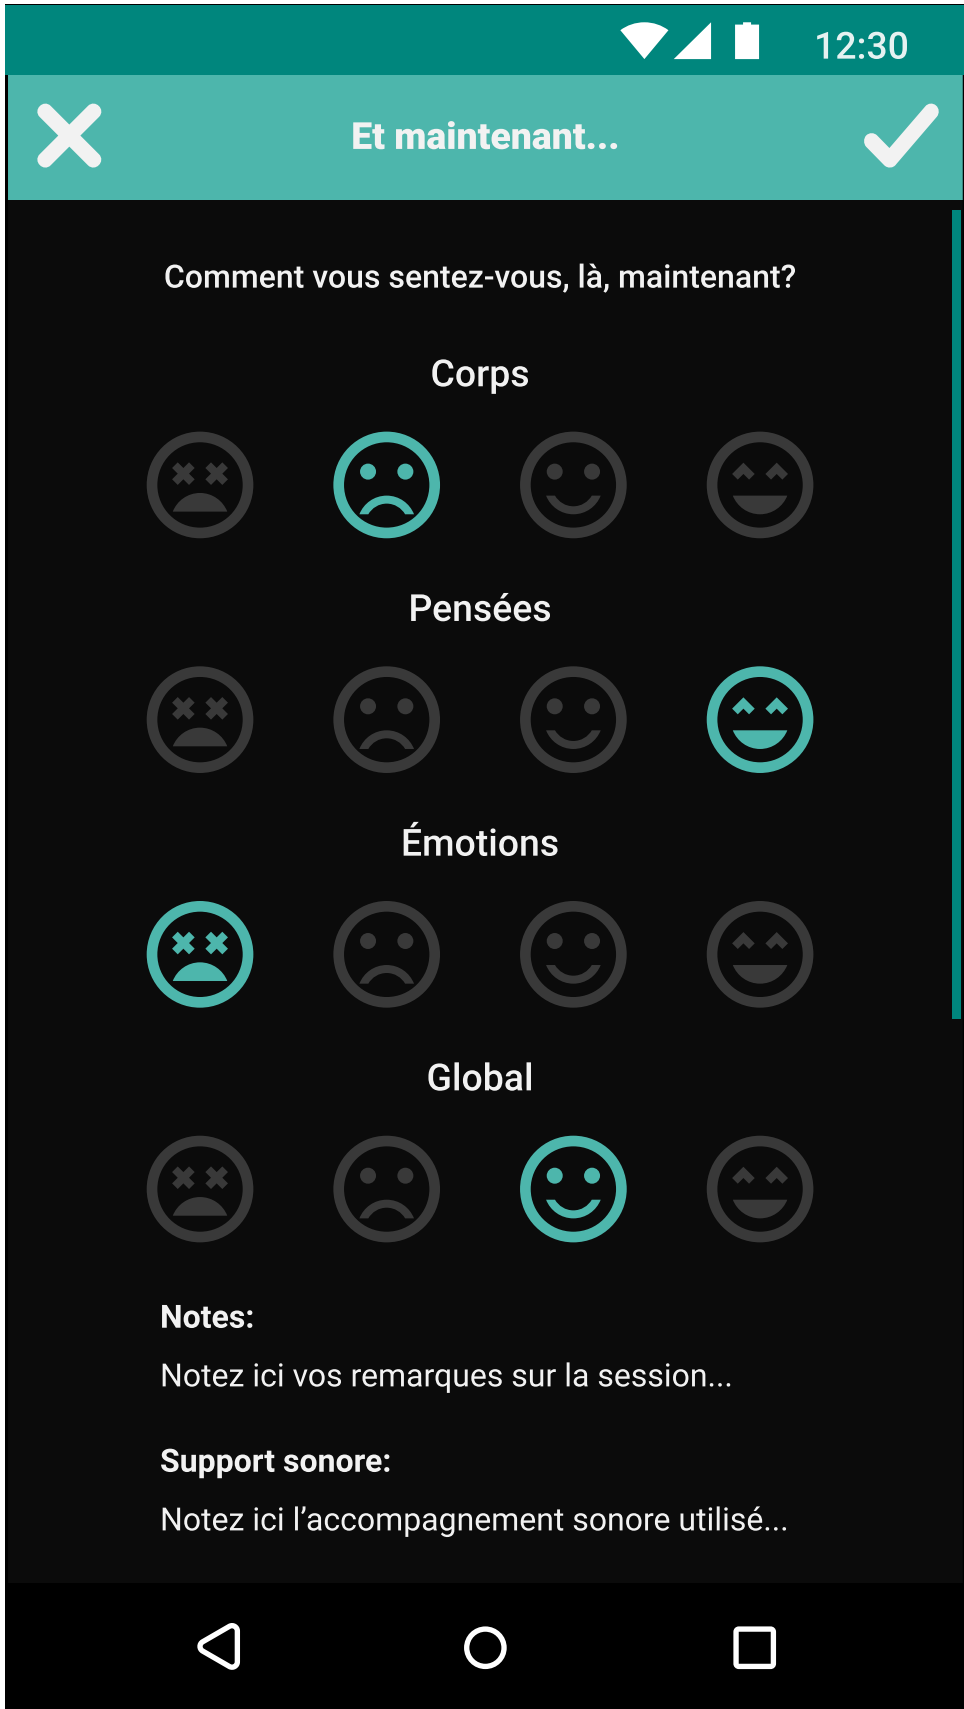 12:30
Et maintenant...
Comment vous sentez-vous, là, maintenant?
Corps
Pensées
Émotions
Global
Notes:
Notez ici vos remarques sur la session...
Support sonore:
Notez ici l’accompagnement sonore utilisé...